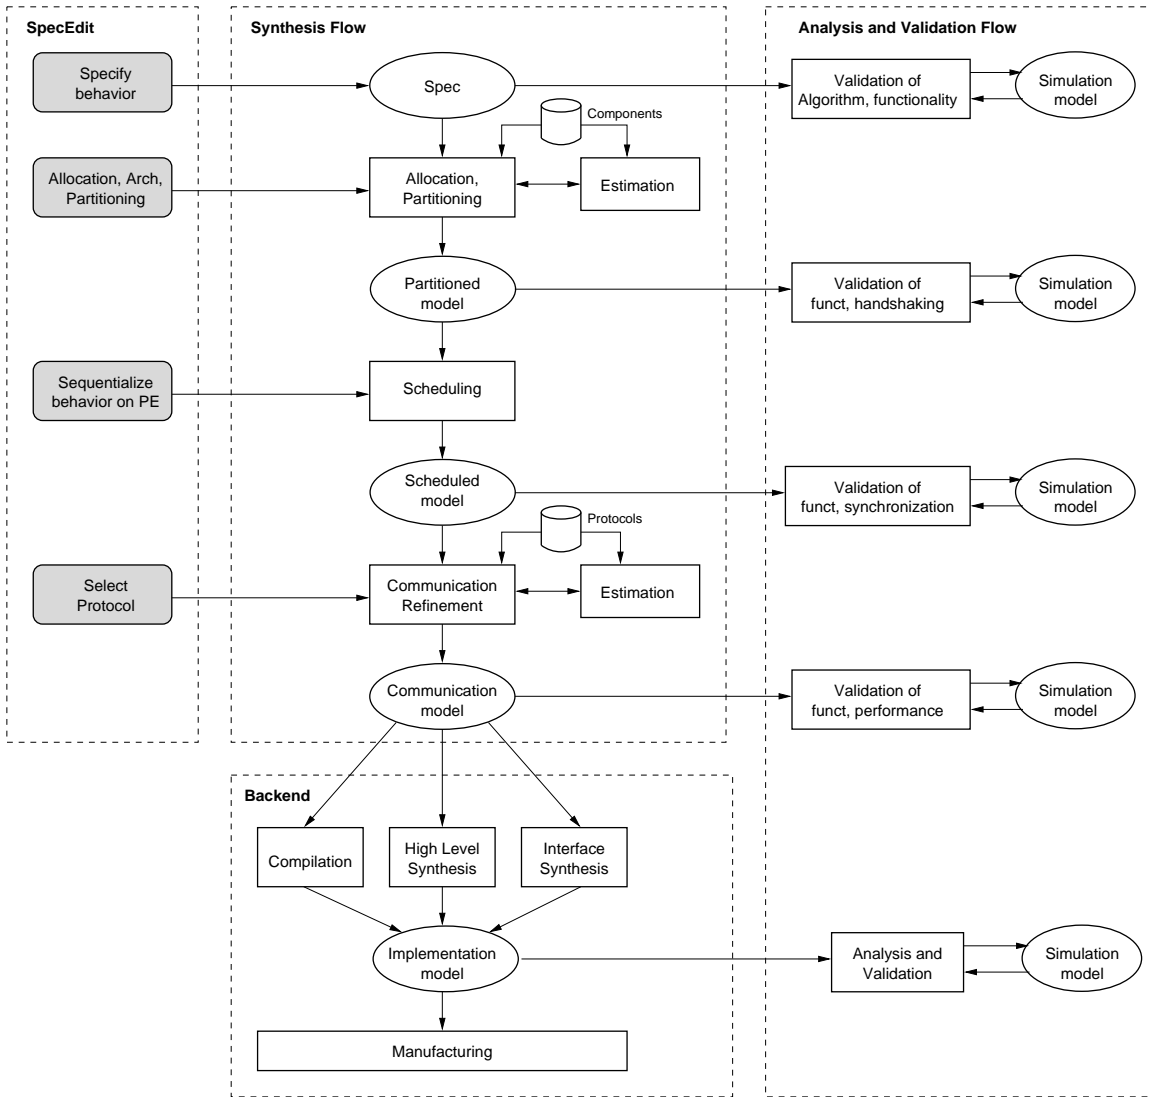 SpecEdit
Synthesis Flow
Analysis and Validation Flow
Specify
behavior
Spec
Validation of
Algorithm, functionality
Simulation
model
Components
Allocation, Arch,
Partitioning
Allocation,
Partitioning
Estimation
Partitioned
model
Validation of
funct, handshaking
Simulation
model
Sequentialize
behavior on PE
Scheduling
Scheduled
model
Validation of
funct, synchronization
Simulation
model
Protocols
Select
Protocol
Communication
Refinement
Estimation
Communication
model
Validation of
funct, performance
Simulation
model
Backend
Compilation
High Level
Synthesis
Interface
Synthesis
Implementation
model
Analysis and
Validation
Simulation
model
Manufacturing